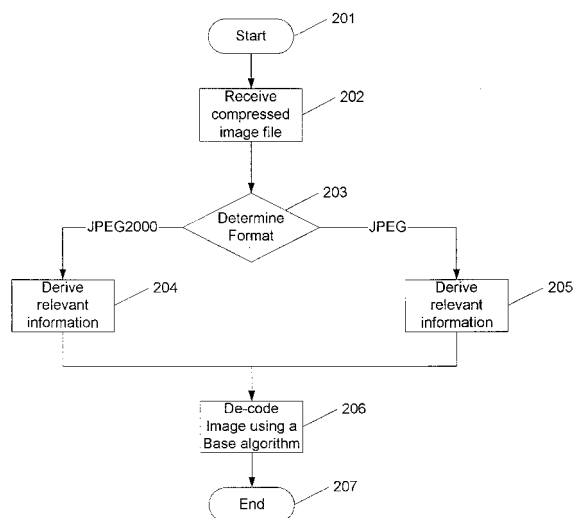 Start
201
Receive
compressed
image file
202
203
Determine
Format
JPEG2000
JPEG
Derive
relevant
information
204
Derive
relevant
information
205
De-code
Image using a
Base algorithm
206
End
207